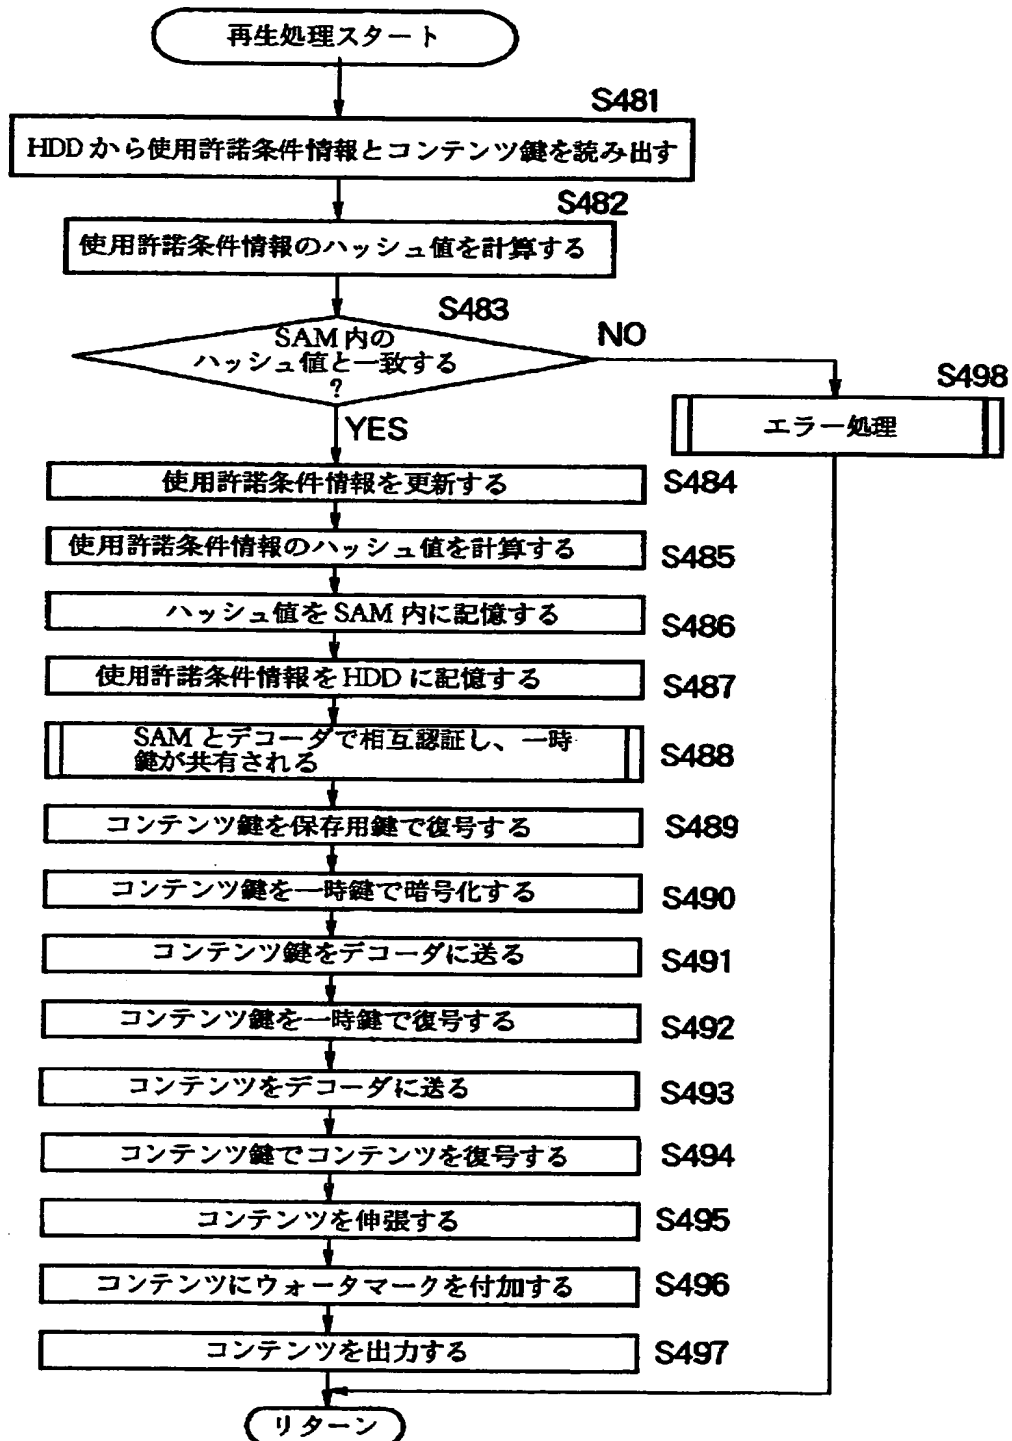 再生処理スタート
S481
HDDから使用許諾条件情報とコンテンツ鍵を読み出す
S482
使用許諾条件情報のハッシュ値を計算する
S483
SAM内の
ハッシュ値と一致する
?
NO
YES
S498
エラー処理
使用許諾条件情報を更新する
S484
使用許諾条件情報のハッシュ値を計算する
S485
ハッシュ値をSAM内に記憶する
S486
使用許諾条件情報をHDDに記憶する
S487
SAMとデコーダで相互認証し、一時
鍵が共有される
S488
コンテンツ鍵を保存用鍵で復号する
S489
コンテンツ鍵を一時鍵で暗号化する
S490
コンテンツ鍵をデコーダに送る
S491
コンテンツ鍵を一時鍵で復号する
S492
コンテンツをデコーダに送る
S493
コンテンツ鍵でコンテンツを復号する
S494
コンテンツを伸張する
S495
コンテンツにウォータマークを付加する
S496
コンテンツを出力する
S497
リターン